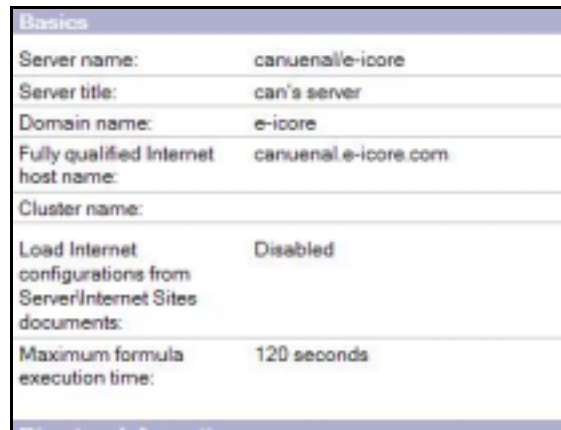 Basics
Server name: canuenal/e-icore
Server title: can's server
Domain name: e-icore
Fully qualified Internet canuenal.e-icore.com
host name:
Cluster name:
Load Internet Disabled
configurations from
Server\Internet Sites
documents:
Maximum formula 120 seconds
execution time: